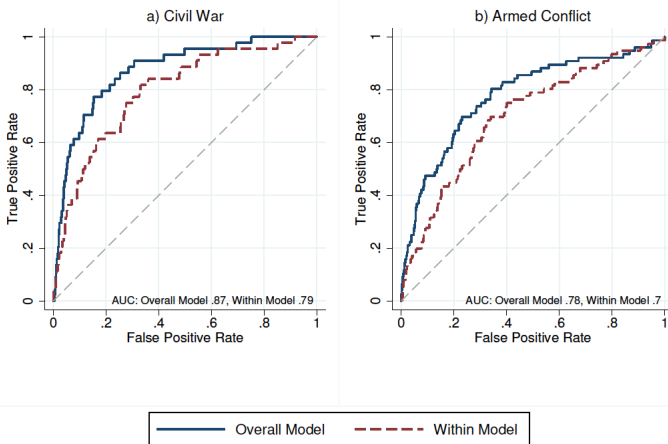 a) Civil War
True Positive Rate
1
.8
.6
.4
.2
0
AUC: Overall Model .87, Within Model .79
0 .2 .4 .6 .8 1
False Positive Rate
b) Armed Conflict
True Positive Rate
1
.8
.6
.4
.2
0
AUC: Overall Model .78, Within Model .7
0 .2 .4 .6 .8 1
False Positive Rate
Overall Model Within Model